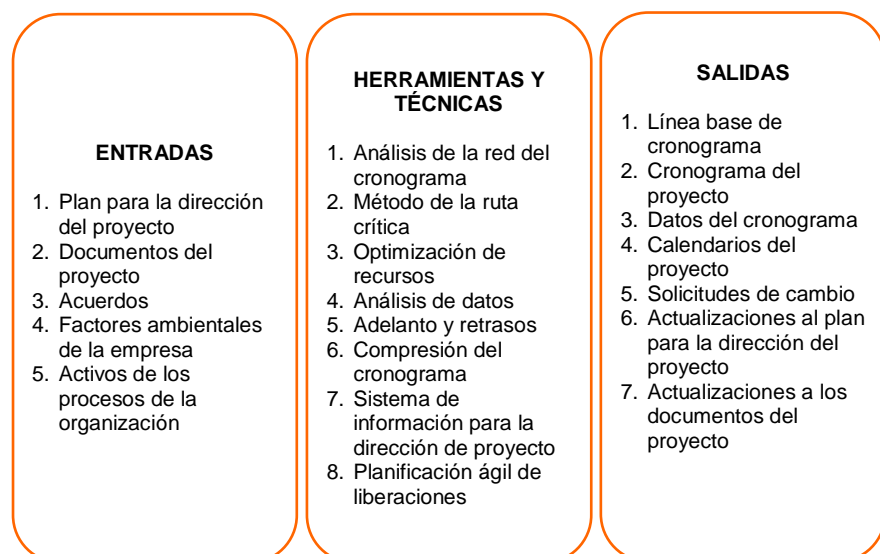 ENTRADAS
1. Plan para la dirección
del proyecto
2. Documentos del
proyecto
3. Acuerdos
4. Factores ambientales
de la empresa
5. Activos de los
procesos de la
organización
HERRAMIENTAS Y
TÉCNICAS
1. Análisis de la red del
cronograma
2. Método de la ruta
crítica
3. Optimización de
recursos
4. Análisis de datos
5. Adelanto y retrasos
6. Compresión del
cronograma
7. Sistema de
información para la
dirección de proyecto
8. Planificación ágil de
liberaciones
SALIDAS
1. Línea base de
cronograma
2. Cronograma del
proyecto
3. Datos del cronograma
4. Calendarios del
proyecto
5. Solicitudes de cambio
6. Actualizaciones al plan
para la dirección del
proyecto
7. Actualizaciones a los
documentos del
proyecto